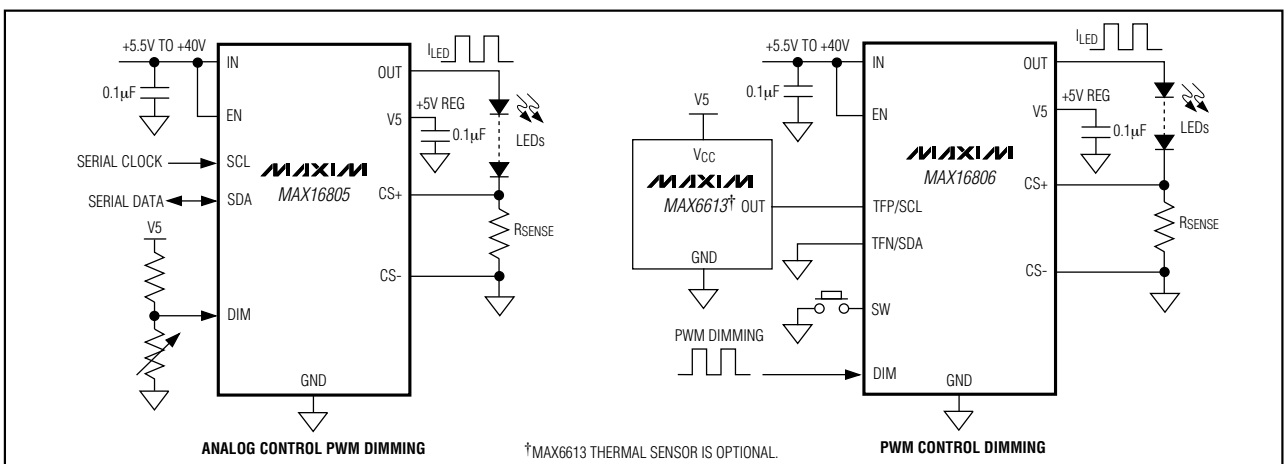 +5.5V TO +40V
IN
0.1µF
EN
SERIAL CLOCK
SCL
SERIAL DATA
SDA
V5
DIM
MAXIM
MAX16805
GND
ILED
OUT
+5V REG
V5
0.1µF
LEDs
CS+
RSENSE
CS-
ANALOG CONTROL PWM DIMMING
+5.5V TO +40V
IN
0.1µF
EN
V5
VCC
MAXIM
MAX6613† OUT
GND
TFP/SCL
TFN/SDA
SW
PWM DIMMING
DIM
MAXIM
MAX16806
GND
ILED
OUT
+5V REG
V5
0.1µF
LEDs
CS+
RSENSE
CS-
PWM CONTROL DIMMING
†MAX6613 THERMAL SENSOR IS OPTIONAL.